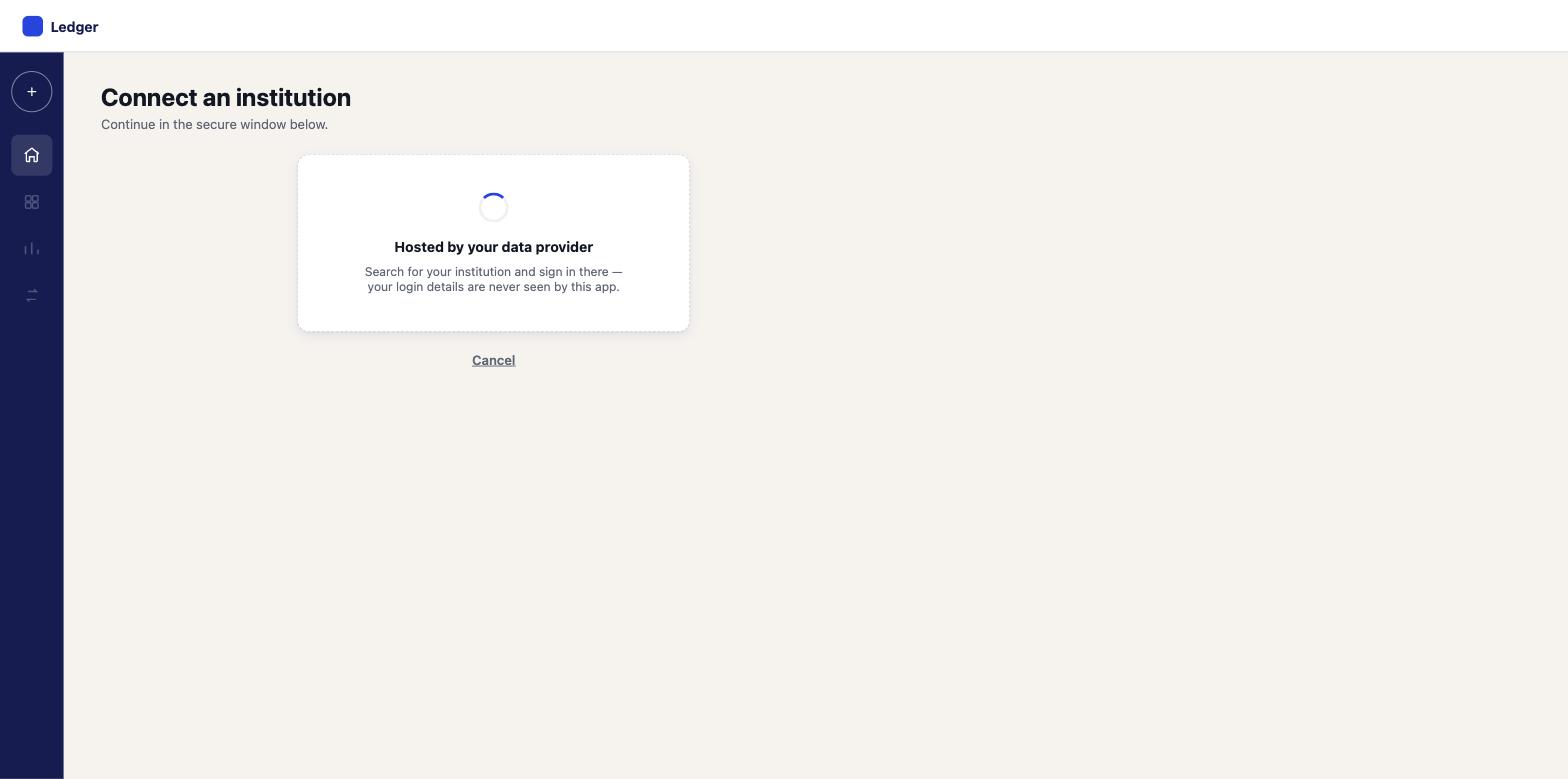 Ledger
+
Connect an institution
Continue in the secure window below.
Hosted by your data provider
Search for your institution and sign in there —
your login details are never seen by this app.
Cancel